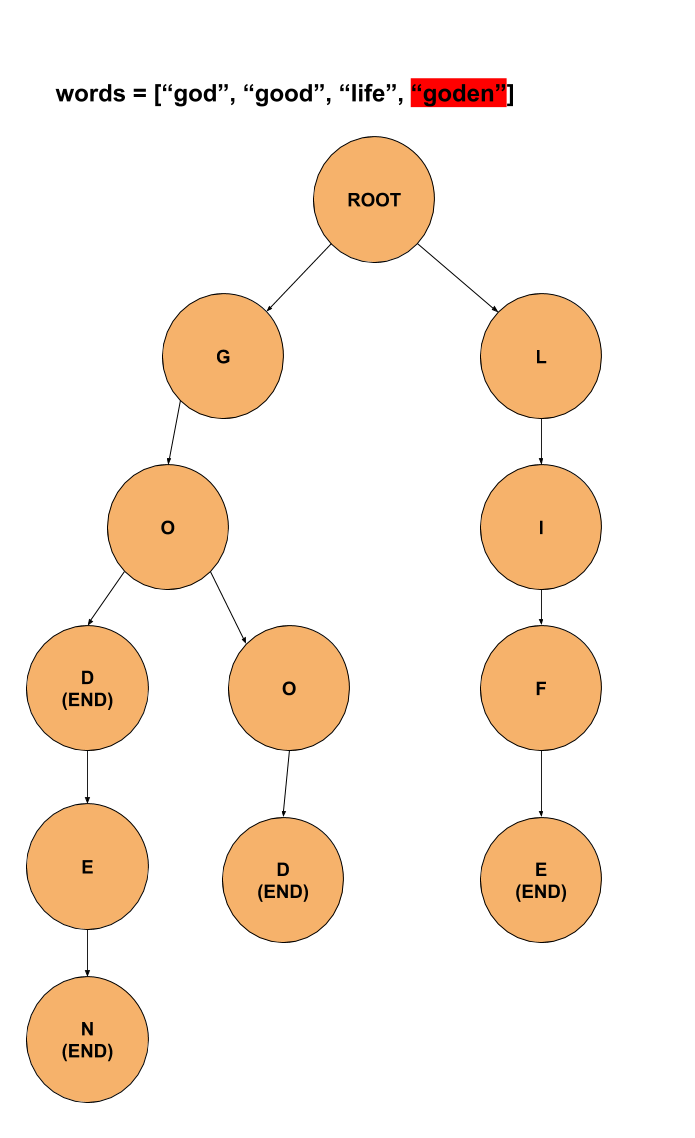 words = [“god”, “good”, “life”, “goden”]
ROOT
G
L
O
I
D
(END)
O
F
E
D
(END)
E
(END)
N
(END)